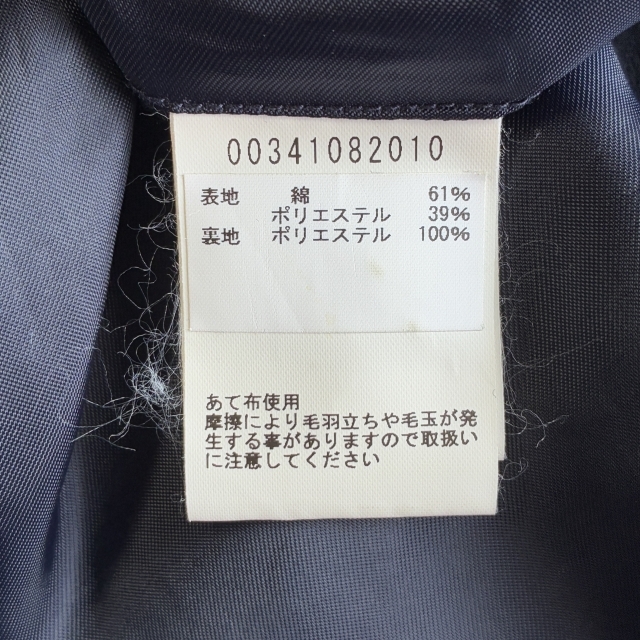 00341082010
表地 綿 61%
ポリエステル 39%
裏地 ポリエステル 100%
あて布使用
摩擦により毛羽立ちや毛玉が発
生する事がありますので取扱い
に注意してください